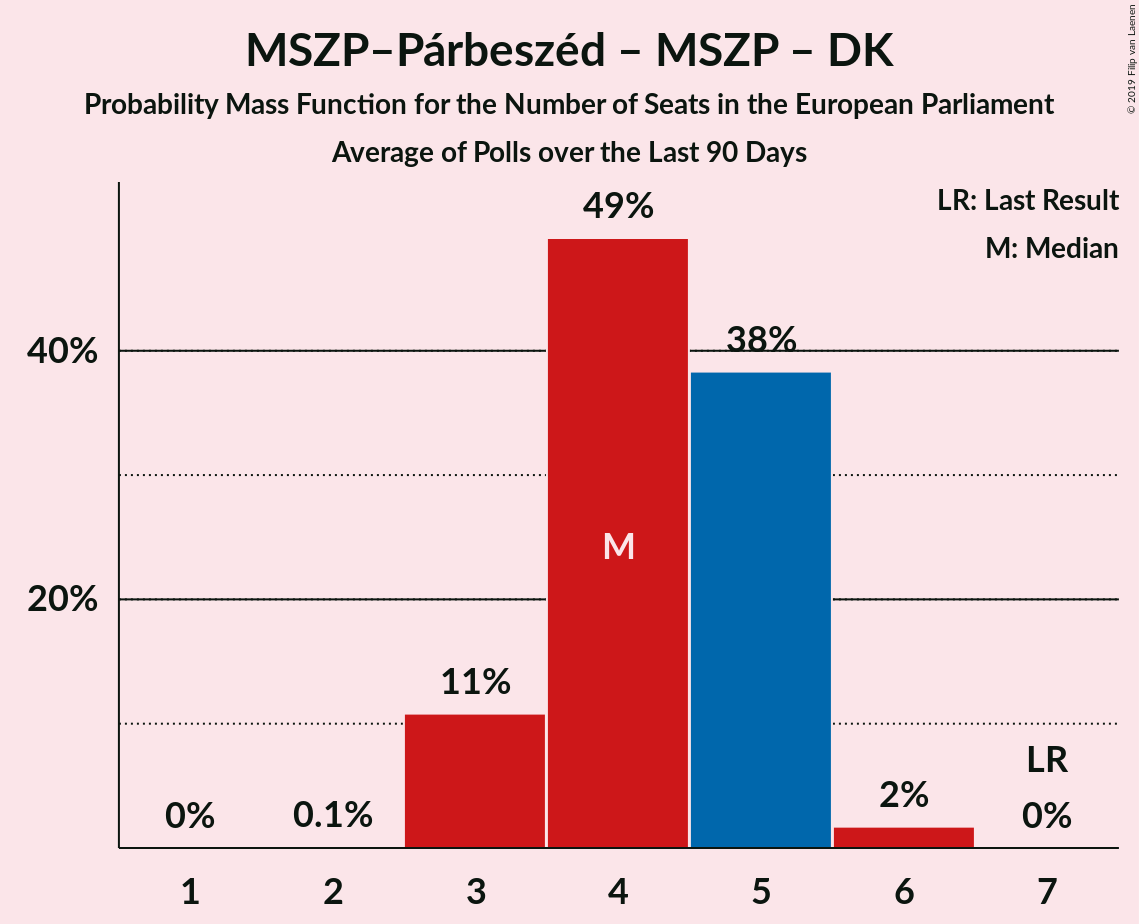 MSZP–Párbeszéd – MSZP – DK
Probability Mass Function for the Number of Seats in the European Parliament
Average of Polls over the Last 90 Days
© 2019 Filip van Laenen
LR: Last Result
M: Median
49%
38%
40%
M
20%
11%
LR
2%
0%
0.1%
0%
1 2 3 4 5 6 7